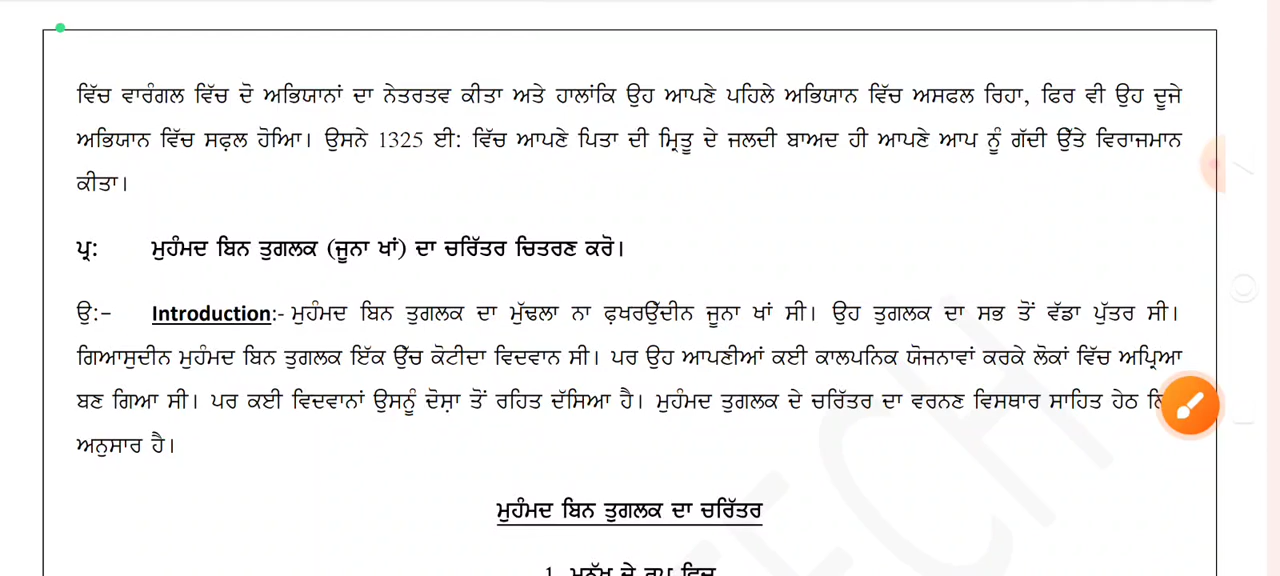 ਵਿੱਚ ਵਾਰੰਗਲ ਵਿੱਚ ਦੋ ਅਭਿਯਾਨਾਂ ਦਾ ਨੇਤਰਤਵ ਕੀਤਾ ਅਤੇ ਹਾਲਾਂਕਿ ਉਹ ਆਪਣੇ ਪਹਿਲੇ ਅਭਿਯਾਨ ਵਿੱਚ ਅਸਫਲ ਰਿਹਾ, ਫਿਰ ਵੀ ਉਹ ਦੂਜੇ
ਅਭਿਯਾਨ ਵਿੱਚ ਸਫ਼ਲ ਹੋਆਿ। ਉਸਨੇ 1325 ਈ: ਵਿੱਚ ਆਪਣੇ ਪਿਤਾ ਦੀ ਮ੍ਰਿਤੂ ਦੇ ਜਲਦੀ ਬਾਅਦ ਹੀ ਆਪਣੇ ਆਪ ਨੂੰ ਗੱਦੀ ਉੱਤੇ ਵਿਰਾਜਮਾਨ
ਕੀਤਾ।
ਪ੍ਰ: ਮੁਹੰਮਦ ਬਿਨ ਤੁਗਲਕ (ਜੂਨਾ ਖਾਂ) ਦਾ ਚਰਿੱਤਰ ਚਿਤਰਣ ਕਰੋ।
ਉ:– Introduction:- ਮੁਹੰਮਦ ਬਿਨ ਤੁਗਲਕ ਦਾ ਮੁੱਢਲਾ ਨਾ ਫ਼ਖਰਉੱਦੀਨ ਜੂਨਾ ਖਾਂ ਸੀ। ਉਹ ਤੁਗਲਕ ਦਾ ਸਭ ਤੋਂ ਵੱਡਾ ਪੁੱਤਰ ਸੀ।
ਗਿਆਸੁਦੀਨ ਮੁਹੰਮਦ ਬਿਨ ਤੁਗਲਕ ਇੱਕ ਉੱਚ ਕੋਟੀਦਾ ਵਿਦਵਾਨ ਸੀ। ਪਰ ਉਹ ਆਪਣੀਆਂ ਕਈ ਕਾਲਪਨਿਕ ਯੋਜਨਾਵਾਂ ਕਰਕੇ ਲੋਕਾਂ ਵਿੱਚ ਅਪ੍ਰਿਆ
ਬਣ ਗਿਆ ਸੀ। ਪਰ ਕਈ ਵਿਦਵਾਨਾਂ ਉਸਨੂੰ ਦੋਸ਼ਾ ਤੋਂ ਰਹਿਤ ਦੱਸਿਆ ਹੈ। ਮੁਹੰਮਦ ਤੁਗਲਕ ਦੇ ਚਰਿੱਤਰ ਦਾ ਵਰਨਣ ਵਿਸਥਾਰ ਸਾਹਿਤ ਹੇਠ
ਅਨੁਸਾਰ ਹੈ।
ਮੁਹੰਮਦ ਬਿਨ ਤੁਗਲਕ ਦਾ ਚਰਿੱਤਰ
1. ਮਨੁੱਖ ਦੇ ਰੂਪ ਵਿਚ